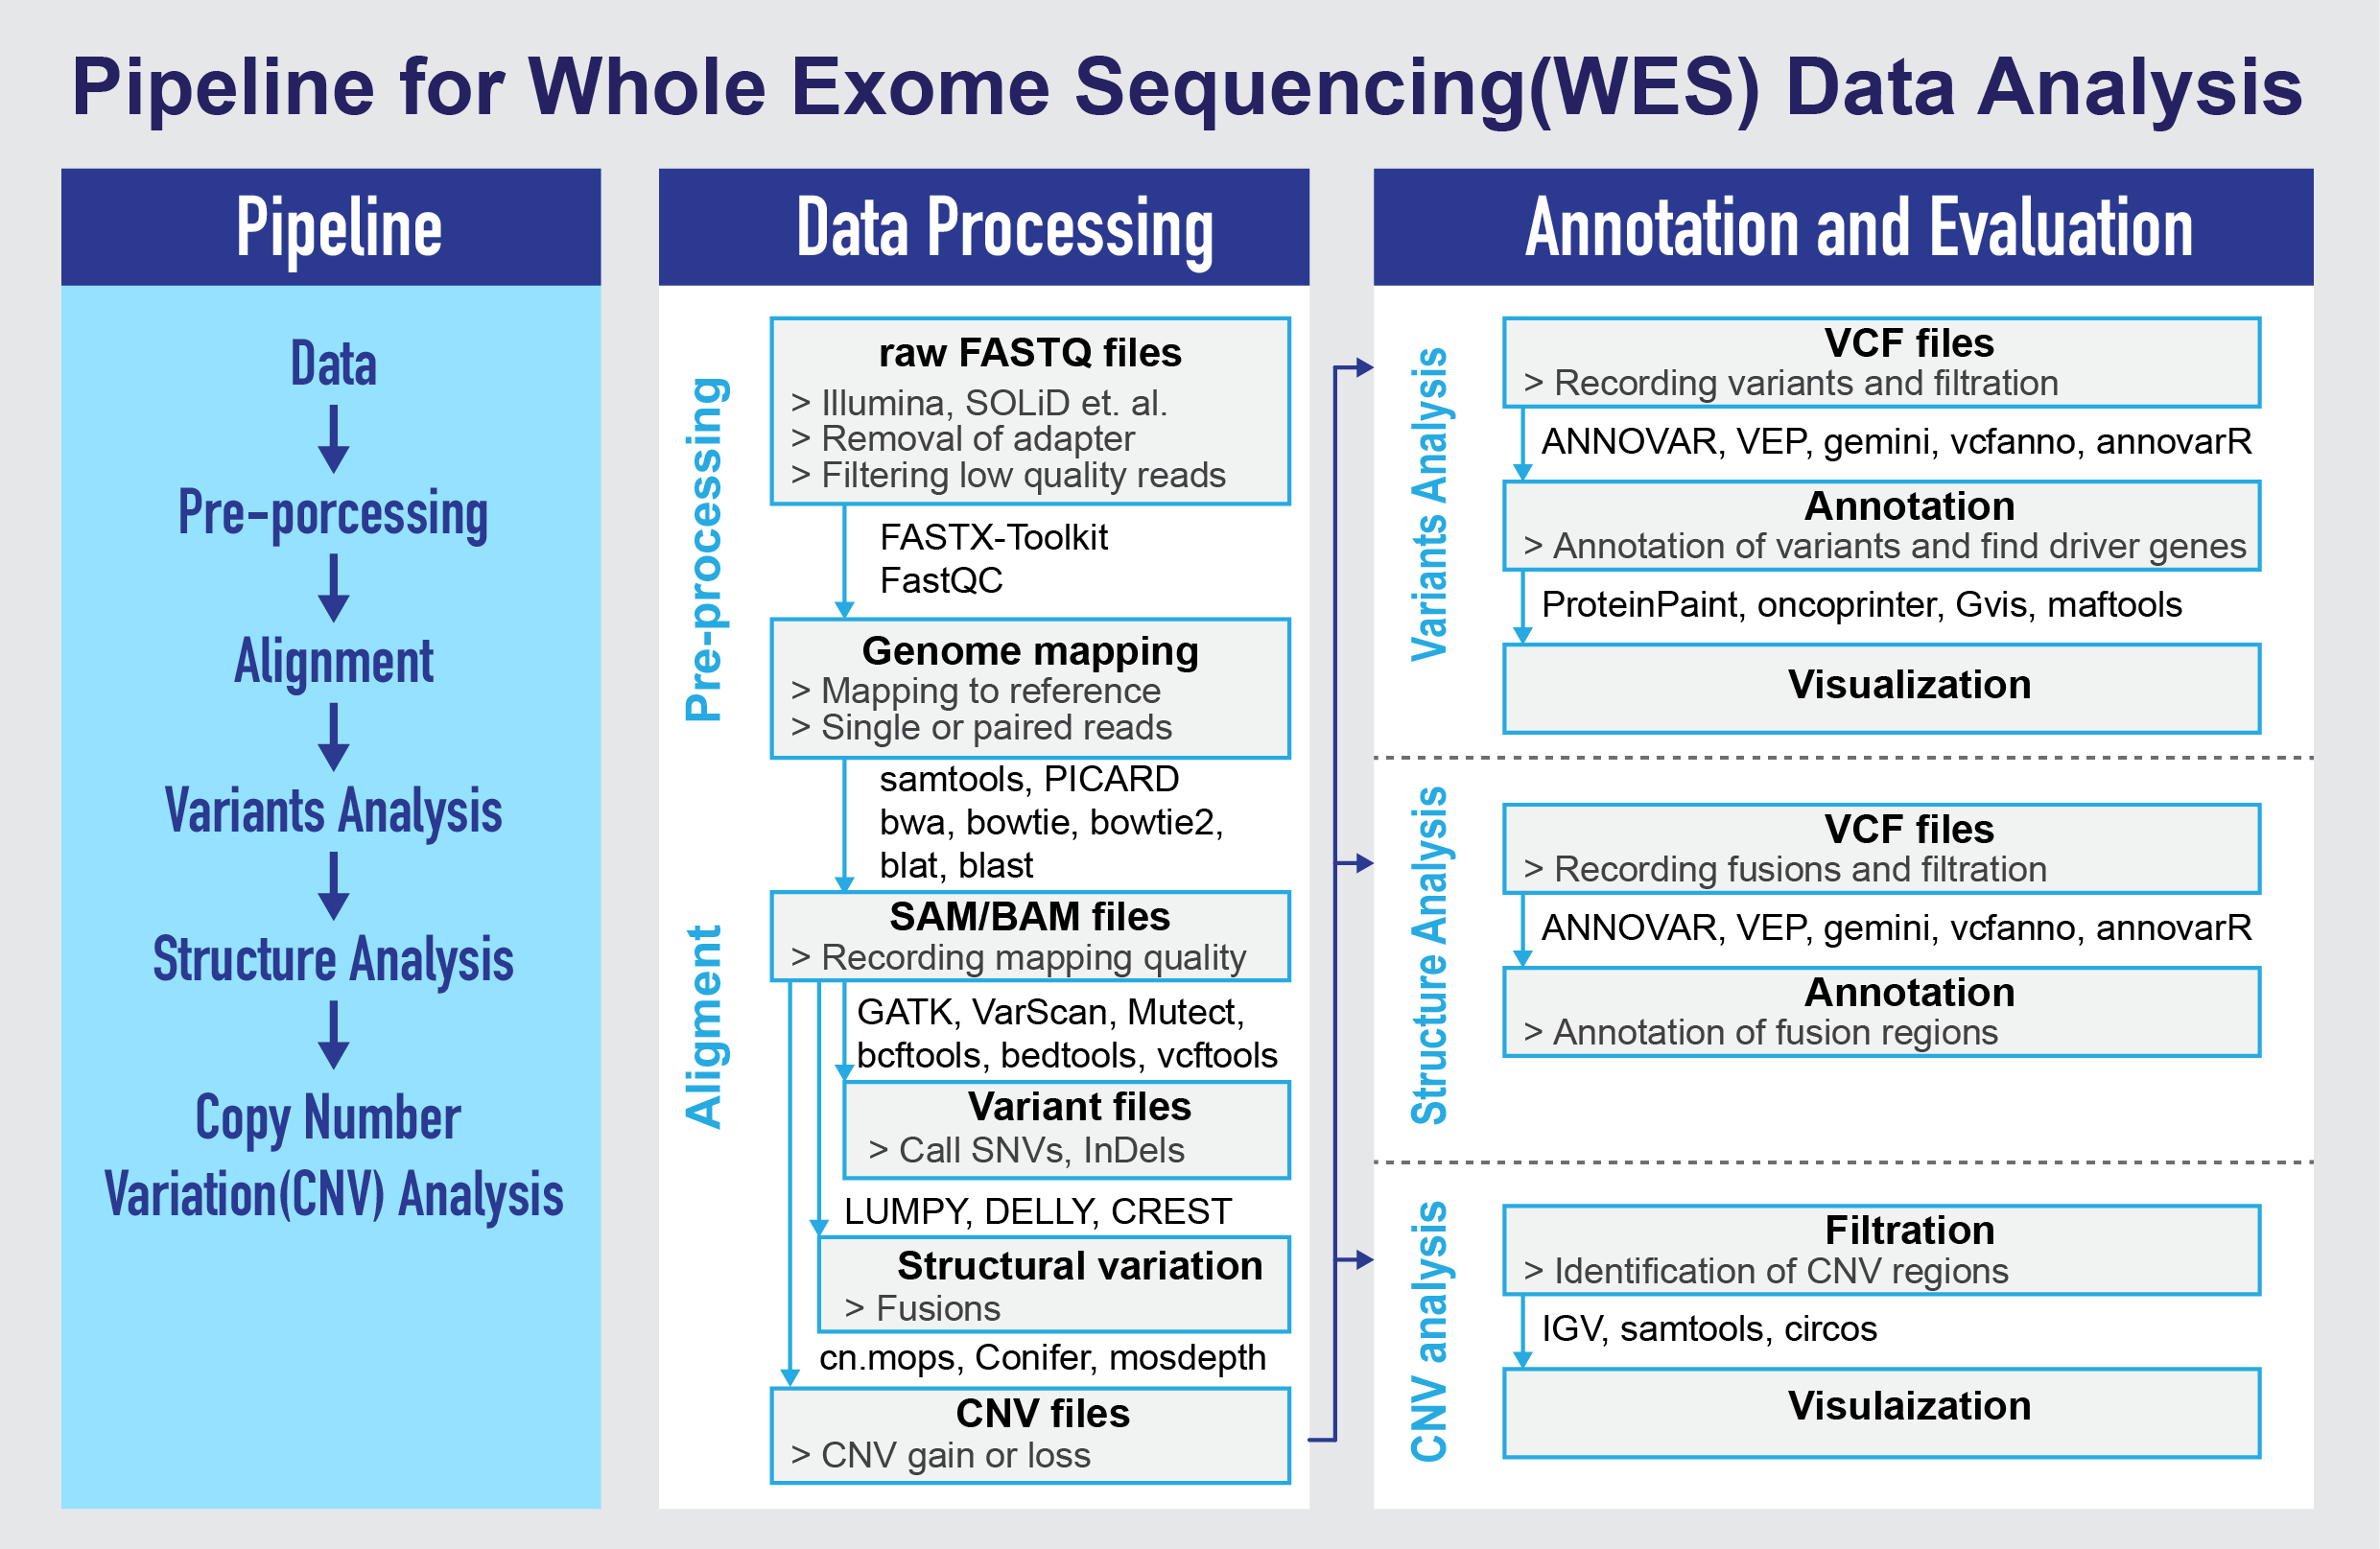 Pipeline for Whole Exome Sequencing(WES) Data Analysis
Pipeline
Data
Pre-porcessing
Alignment
Variants Analysis
Structure Analysis
Copy Number
Variation(CNV) Analysis
Data Processing
Pre-processing
raw FASTQ files
> Illumina, SOLiD et. al.
> Removal of adapter
> Filtering low quality reads
FASTX-Toolkit
FastQC
Genome mapping
> Mapping to reference
> Single or paired reads
samtools, PICARD
bwa, bowtie, bowtie2,
blat, blast
Aligment
SAM/BAM files
> Recording mapping quality
GATK, VarScan, Mutect,
bcftools, bedtools, vcftools
Variant files
> Call SNVs, InDels
LUMPY, DELLY, CREST
Structural variation
> Fusions
cn.mops, Conifer, mosdepth
CNV files
> CNV gain or loss
Annotation and Evaluation
Variants Analysis
VCF files
> Recording variants and filtration
ANNOVAR, VEP, gemini, vcfanno, annovarR
Annotation
> Annotation of variants and find driver genes
ProteinPaint, oncoprinter, Gvis, maftools
Visualization
Structure Analysis
VCF files
> Recording fusions and filtration
ANNOVAR, VEP, gemini, vcfanno, annovarR
Annotation
> Annotation of fusion regions
CNV analysis
Filtration
> Identification of CNV regions
IGV, samtools, circos
Visulaization